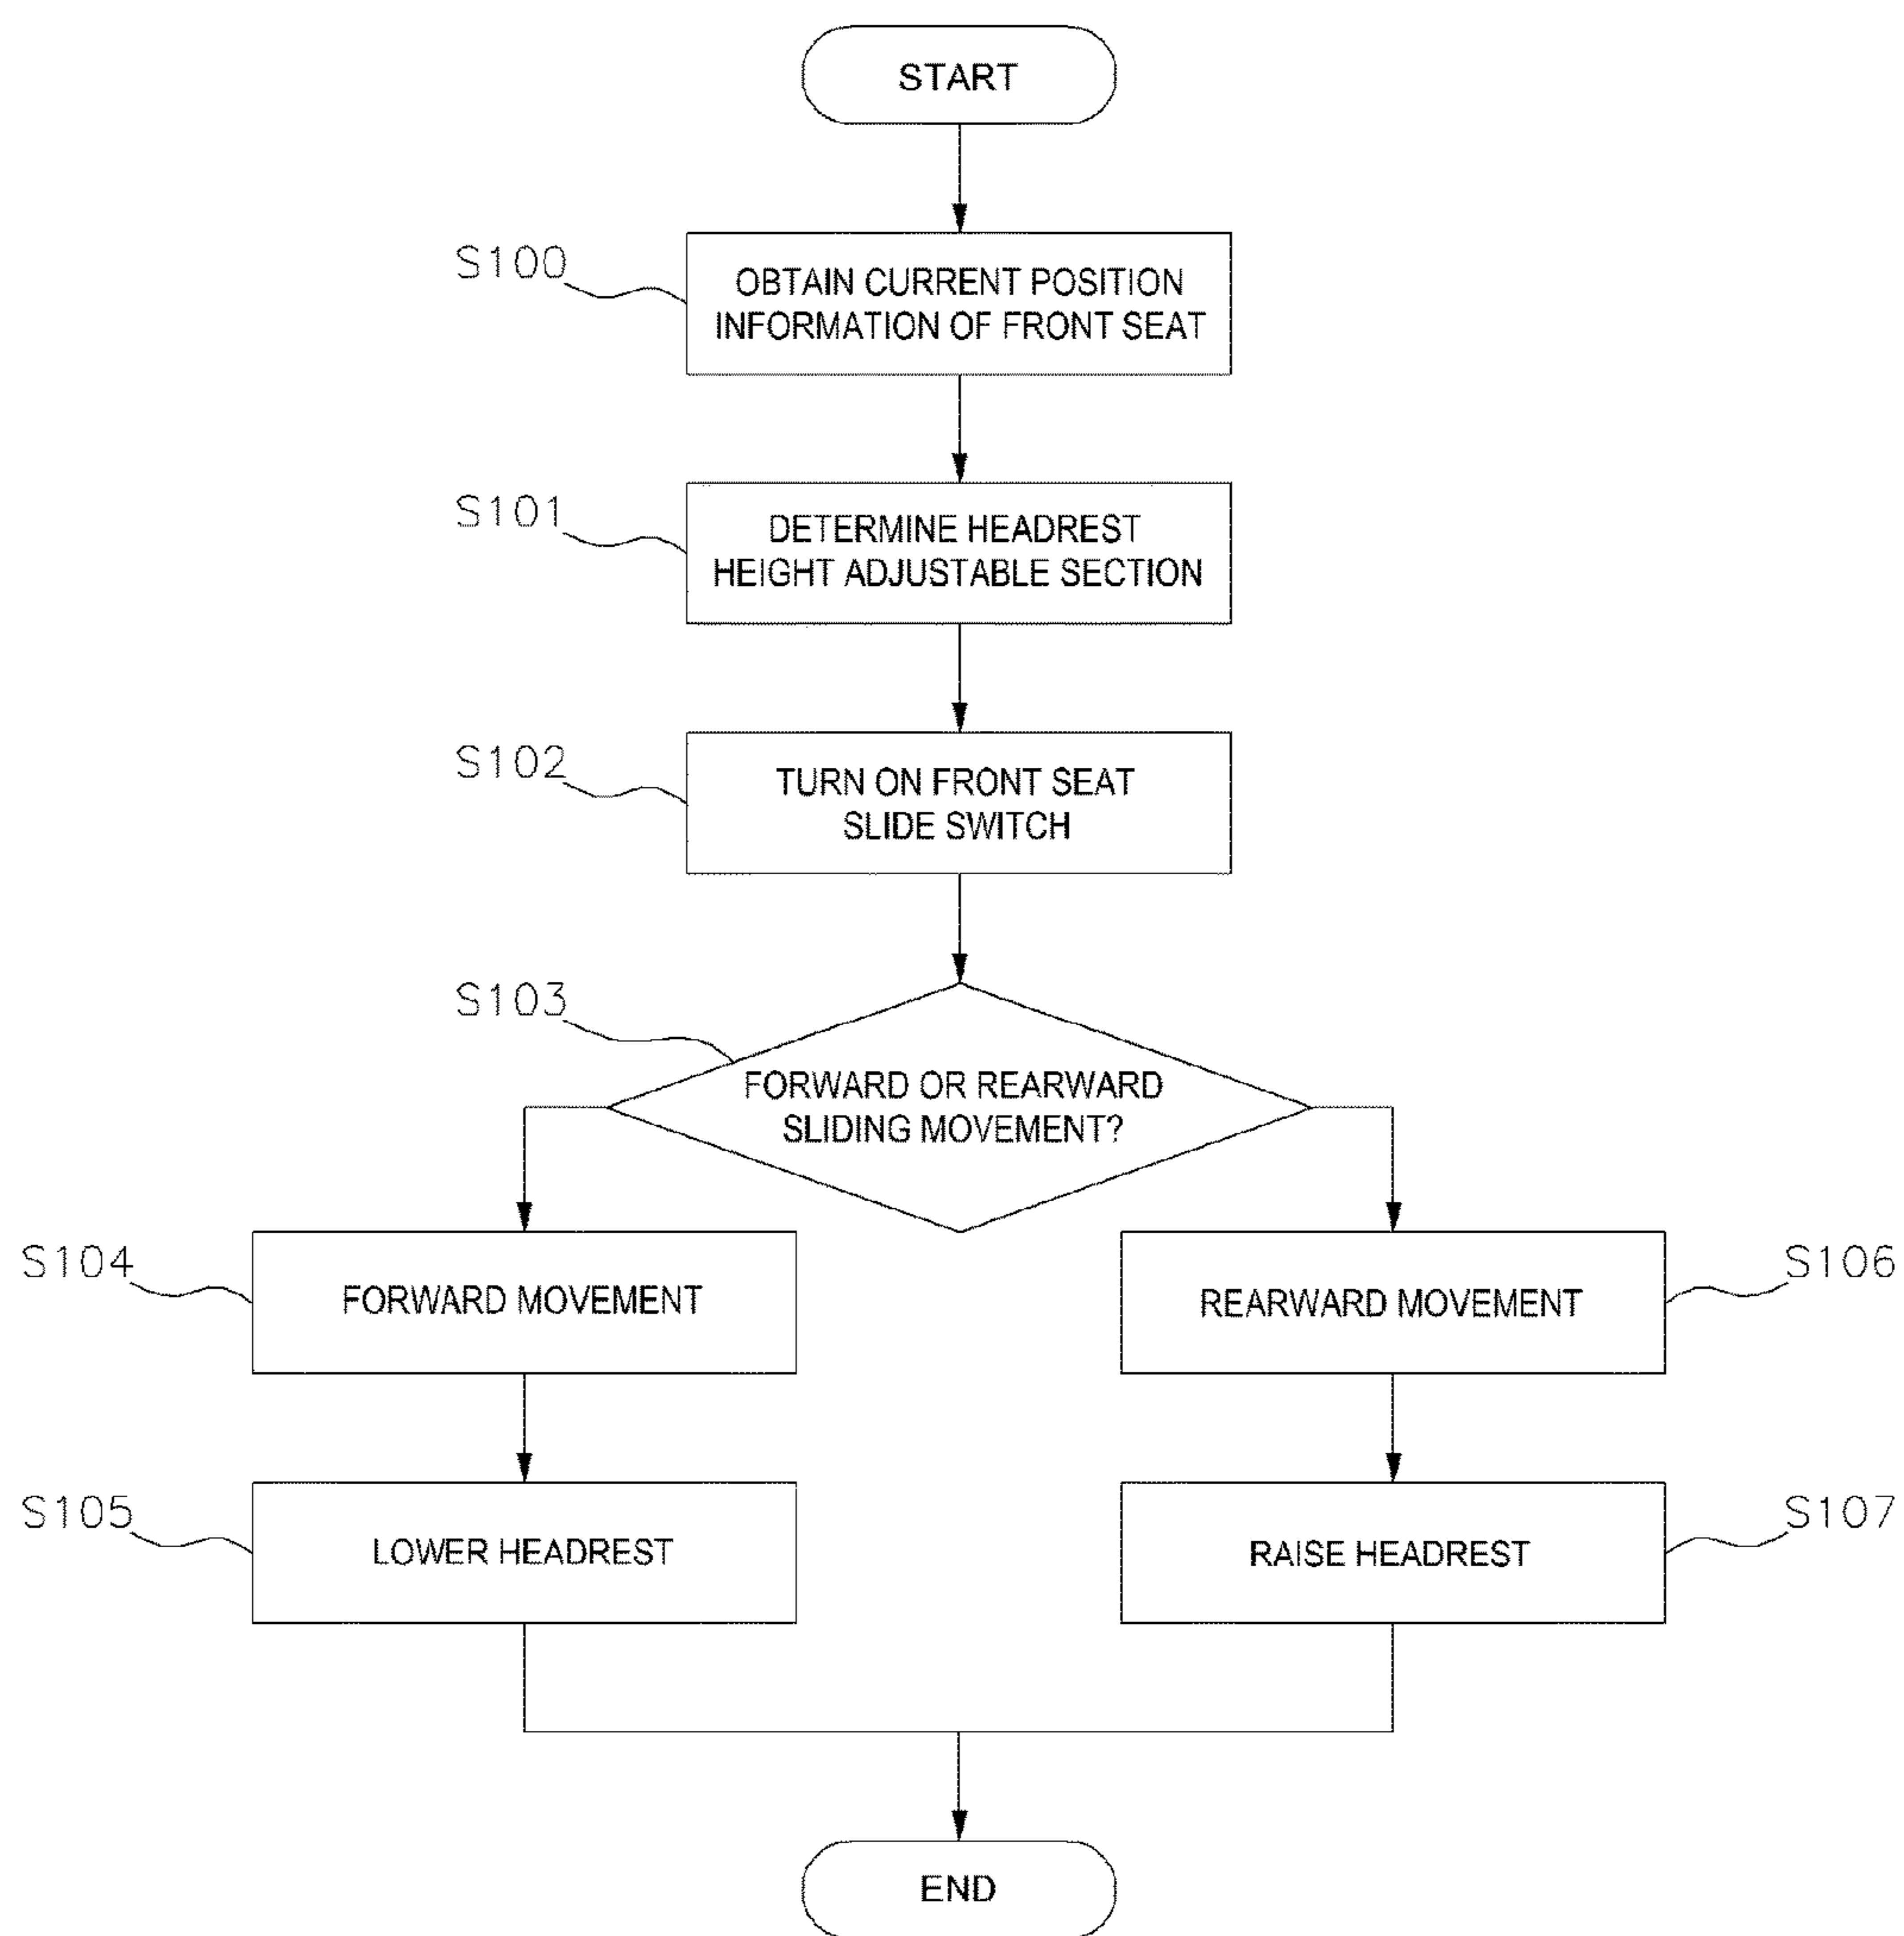 START
S100
OBTAIN CURRENT POSITION
INFORMATION OF FRONT SEAT
S101
DETERMINE HEADREST
HEIGHT ADJUSTABLE SECTION
S102
TURN ON FRONT SEAT
SLIDE SWITCH
S103
FORWARD OR REARWARD
SLIDING MOVEMENT?
S104
FORWARD MOVEMENT
REARWARD MOVEMENT
S106
S105
LOWER HEADREST
RAISE HEADREST
S107
END